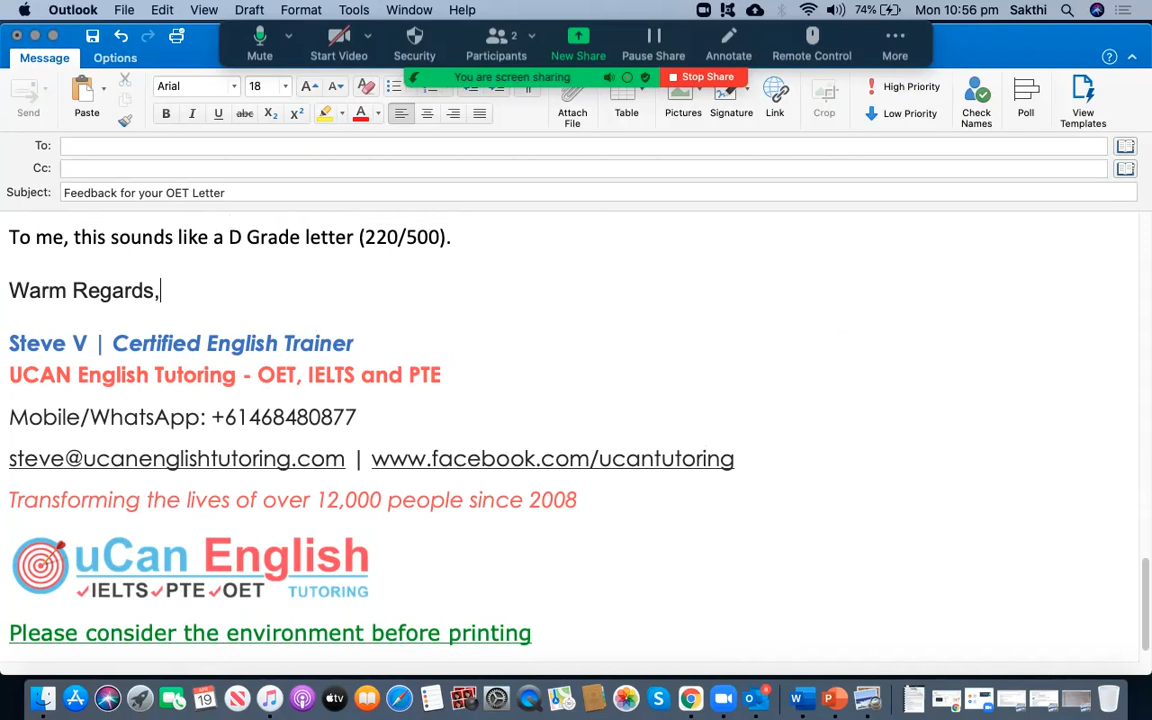 Outlook File Edit View Insert Draft Format Tools Window Help 74% Mon 10:56 pm Sakthi
Mute Start Video Security Participants 2 New Share Pause Share Annotate Remote Control More
You are screen sharing Stop Share
Message Options
Send Paste Arial 18 Attach File Table Pictures Signature Link Crop High Priority Low Priority Check Names Poll View Templates
B I U abc X2 X2 A
To:
Cc:
Subject: Feedback for your OET Letter
To me, this sounds like a D Grade letter (220/500).
Warm Regards,
Steve V | Certified English Trainer
UCAN English Tutoring - OET, IELTS and PTE
Mobile/WhatsApp: +61468480877
steve@ucanenglishtutoring.com | www.facebook.com/ucantutoring
Transforming the lives of over 12,000 people since 2008
uCan English
IELTS PTE OET TUTORING
Please consider the environment before printing